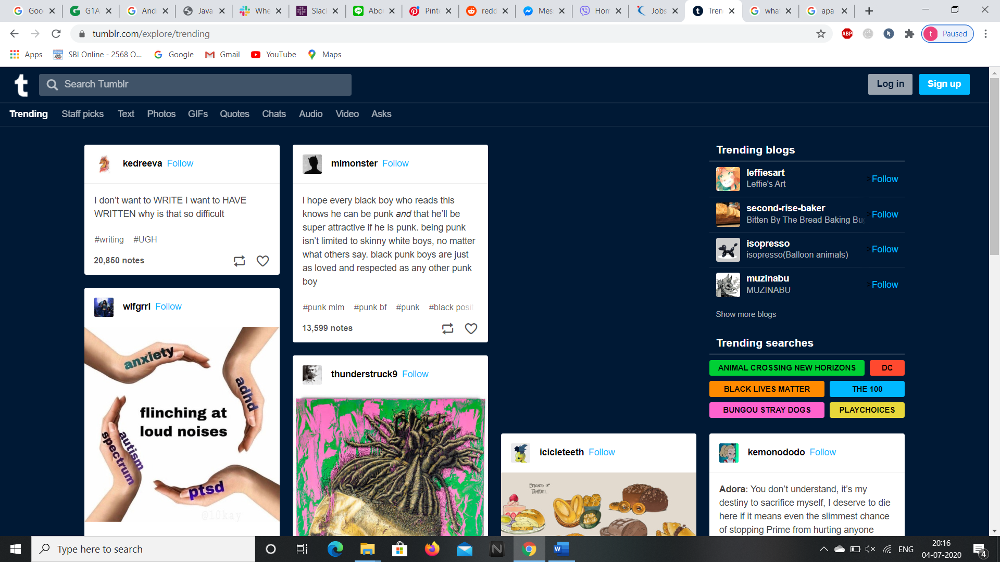 Goo
G1A
And
Java
Whe
Slac
Abo
Pint
redd
Mes
Hom
Jobs
Tren
wha
apa
tumblr.com/explore/trending
ABP
t Paused
Apps
SBI Online - 2568 O...
Google
Gmail
YouTube
Maps
t
Search Tumblr
Log in
Sign up
Trending Staff picks Text Photos GIFs Quotes Chats Audio Video Asks
kedreeva Follow
I don’t want to WRITE I want to HAVE
WRITTEN why is that so difficult
#writing #UGH
20,850 notes
wlfgrrl Follow
anxiety
adhd
flinching at
loud noises
autism
spectrum
ptsd
@10kay
mlmonster Follow
i hope every black boy who reads this
knows he can be punk and that he’ll be
super attractive if he is punk. being punk
isn’t limited to skinny white boys, no matter
what others say. black punk boys are just
as loved and respected as any other punk
boy
#punk mlm #punk bf #punk #black posit
13,599 notes
thunderstruck9 Follow
icicleteeth Follow
BREADS OF
TAMRIEL
Trending blogs
leffiesart
Leffie's Art
Follow
second-rise-baker
Bitten By The Bread Baking Bug
Follow
isopresso
isopresso(Balloon animals)
Follow
muzinabu
MUZINABU
Follow
Show more blogs
Trending searches
ANIMAL CROSSING NEW HORIZONS DC
BLACK LIVES MATTER THE 100
BUNGOU STRAY DOGS PLAYCHOICES
kemonododo Follow
Adora: You don’t understand, it’s my
destiny to sacrifice myself, I deserve to die
here if it means even the slimmest chance
of stopping Prime from hurting anyone
Type here to search
ENG
20:16
04-07-2020
4